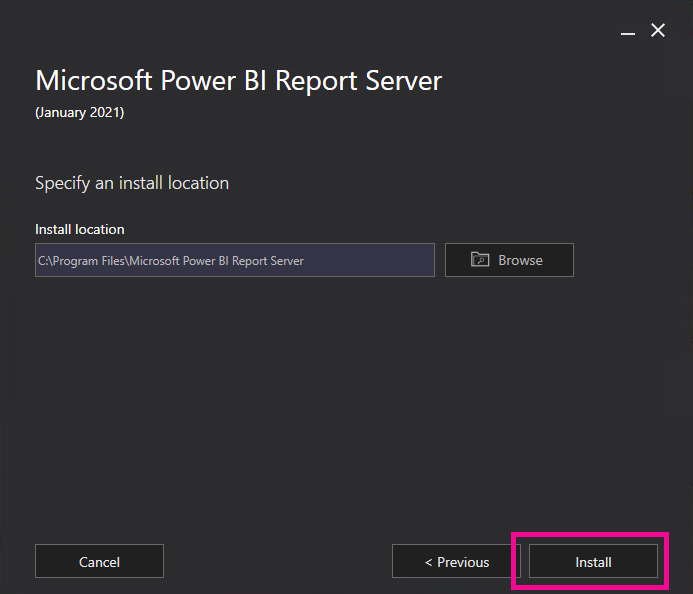 Microsoft Power BI Report Server
(January 2021)
Specify an install location
Install location
C:\Program Files\Microsoft Power BI Report Server
Browse
Cancel
< Previous
Install